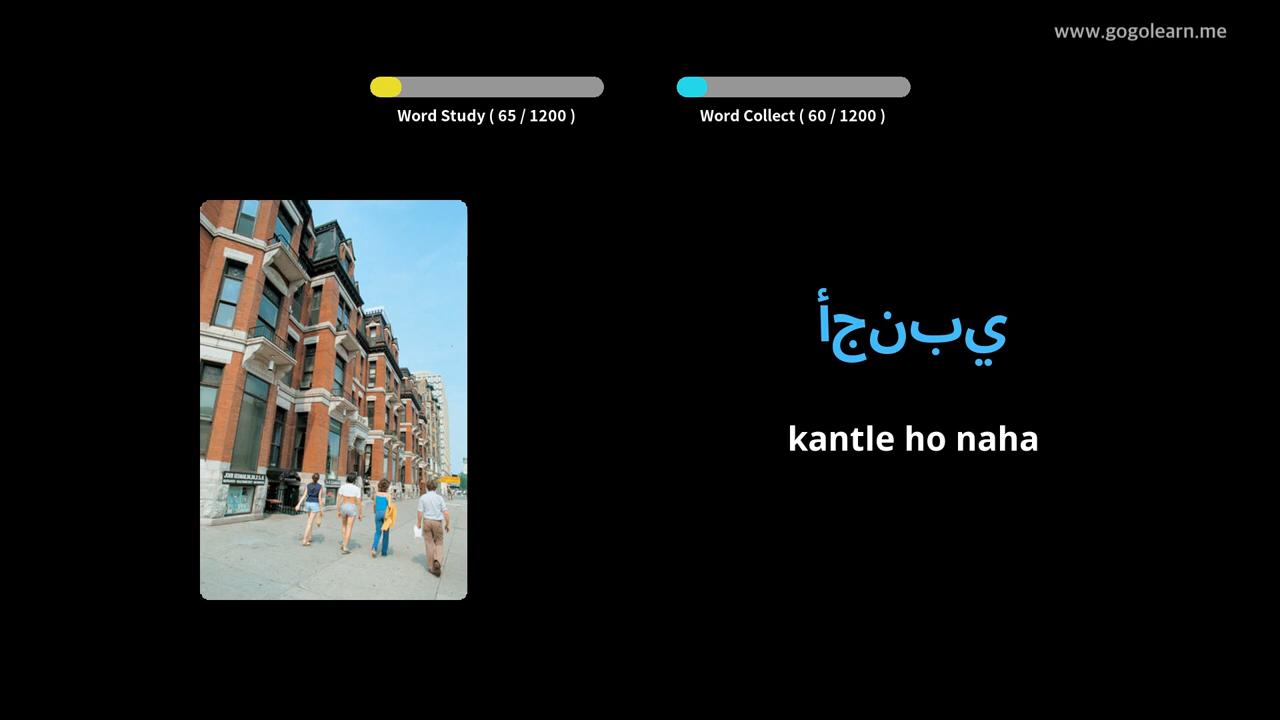 www.gogolearn.me
Word Study ( 65 / 1200 )
Word Collect ( 60 / 1200 )
أجنبي
kantle ho naha